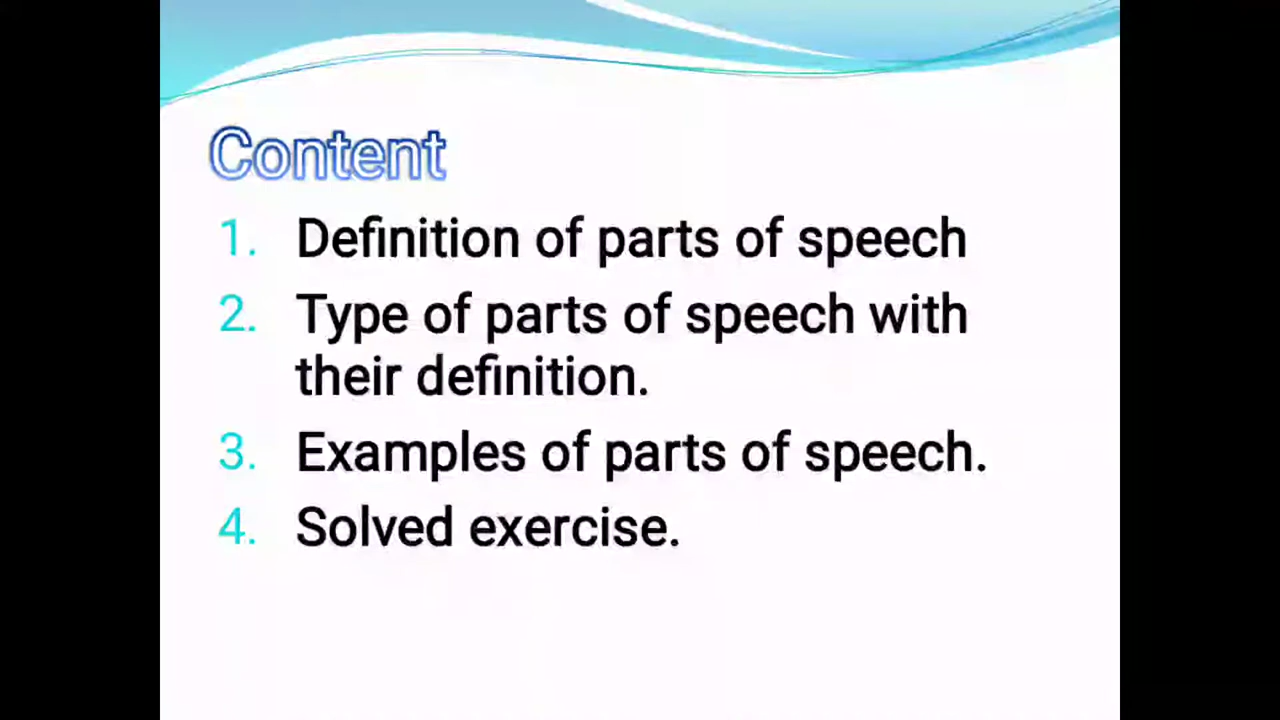 Content
1. Definition of parts of speech
2. Type of parts of speech with
their definition.
3. Examples of parts of speech.
4. Solved exercise.